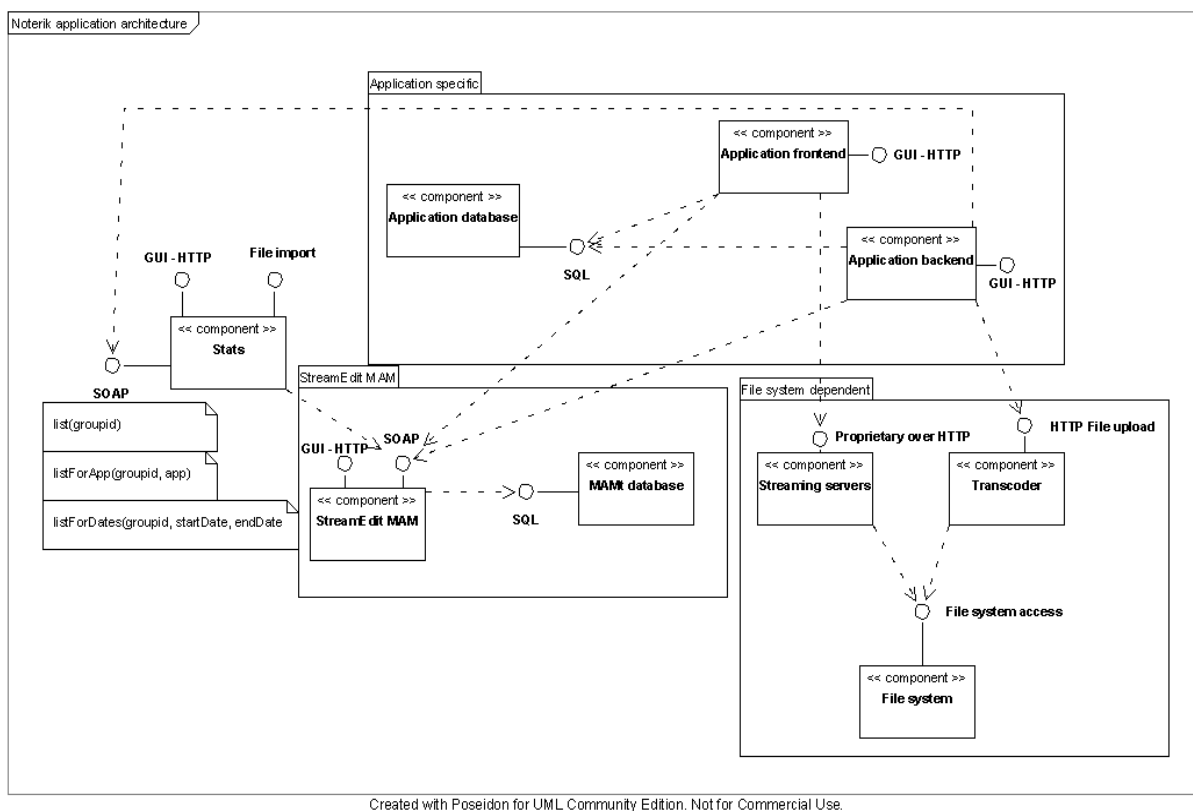 Noterik application architecture
Application specific
<< component >>
Application frontend
GUI - HTTP
<< component >>
Application database
SQL
<< component >>
Application backend
GUI - HTTP
GUI - HTTP
File import
<< component >>
Stats
SOAP
list(groupid)
listForApp(groupid, app)
listForDates(groupid, startDate, endDate
StreamEdit MAM
GUI - HTTP
SOAP
<< component >>
StreamEdit MAM
SQL
<< component >>
MAMt database
File system dependent
Proprietary over HTTP
HTTP File upload
<< component >>
Streaming servers
<< component >>
Transcoder
File system access
<< component >>
File system
Created with Poseidon for UML Community Edition. Not for Commercial Use.